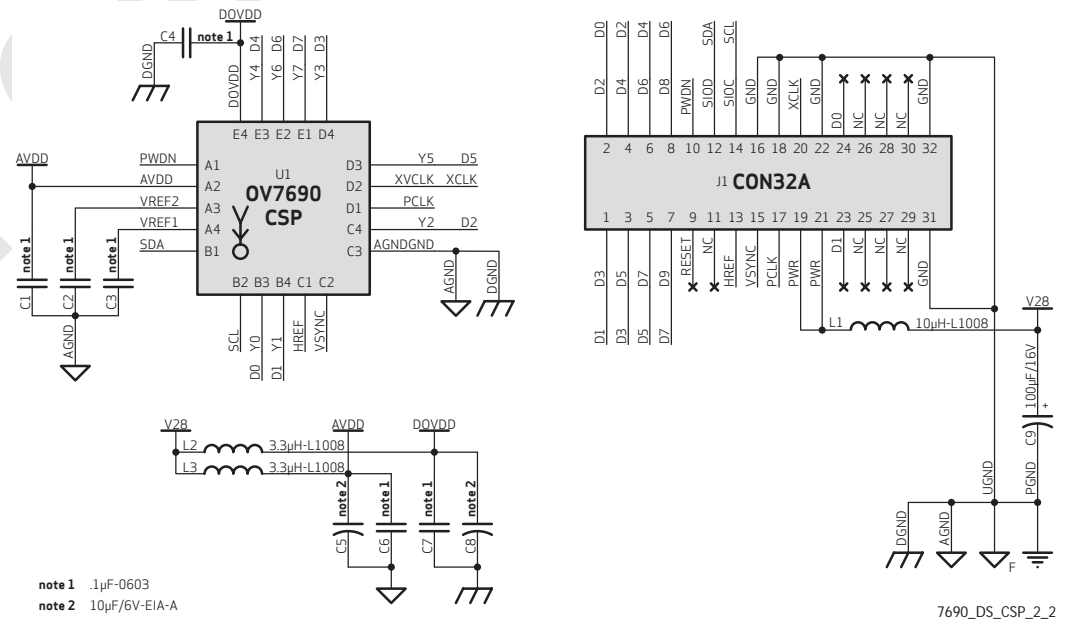 DOVDD
C4 note 1
DGND
DOVDD
Y4 D4
Y6 D6
Y7 D7
Y3 D3
E4 E3 E2 E1 D4
AVDD
PWDN A1
AVDD A2
VREF2 A3
VREF1 A4
SDA B1
U1
OV7690
CSP
D3 Y5 D5
D2 XVCLK XCLK
D1 PCLK
C4 Y2 D2
C3 AGNDGND
B2 B3 B4 C1 C2
SCL
D0 Y0
D1 Y1
HREF
VSYNC
AGND
DGND
note 1
note 1
note 1
C1
C2
C3
AGND
V28
AVDD
DOVDD
L2 3.3µH-L1008
L3 3.3µH-L1008
note 2
note 1
note 1
note 2
C5
C6
C7
C8
note 1 .1µF-0603
note 2 10µF/6V-EIA-A
D0
D2
D4
D6
SDA
SCL
D2
D4
D6
D8
PWDN
SIOD
SIOC
GND
GND
XCLK
GND
D0
NC
NC
NC
GND
2 4 6 8 10 12 14 16 18 20 22 24 26 28 30 32
J1 CON32A
1 3 5 7 9 11 13 15 17 19 21 23 25 27 29 31
D3
D5
D7
D9
RESET
NC
HREF
VSYNC
PCLK
PWR
PWR
D1
NC
NC
NC
GND
D1
D3
D5
D7
V28
L1 10µH-L1008
100µF/16V
+
C9
UGND
PGND
DGND
AGND
F
7690_DS_CSP_2_2